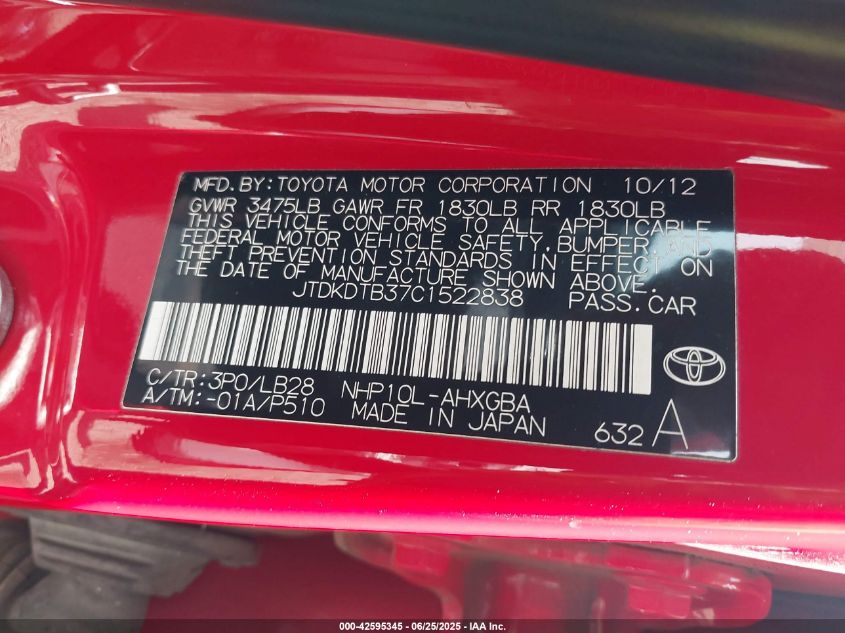 MFD.BY:TOYOTA MOTOR CORPORATION 10/12
GVWR 3475LB GAWR FR 1830LB RR 1830LB
THIS VEHICLE CONFORMS TO ALL APPLICABLE
FEDERAL MOTOR VEHICLE SAFETY,BUMPER,AND
THEFT PREVENTION STANDARDS IN EFFECT ON
THE DATE OF MANUFACTURE SHOWN ABOVE.
JTDKDTB37C1522838 PASS.CAR
C/TR:3P0/LB28 NHP10L-AHXGBA
A/TM:-01A/P510 MADE IN JAPAN 632 A
000-42595345 - 06/25/2025 - IAA Inc.